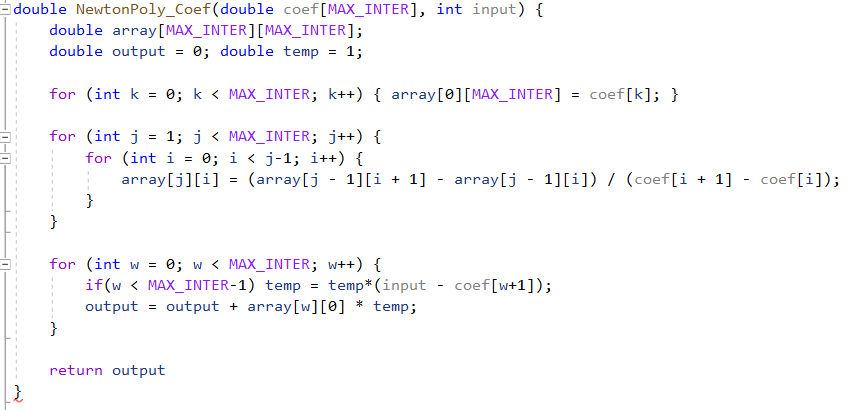 double NewtonPoly_Coef(double coef[MAX_INTER], int input) {
    double array[MAX_INTER][MAX_INTER];
    double output = 0; double temp = 1;

    for (int k = 0; k < MAX_INTER; k++) { array[0][MAX_INTER] = coef[k]; }

    for (int j = 1; j < MAX_INTER; j++) {
        for (int i = 0; i < j-1; i++) {
            array[j][i] = (array[j - 1][i + 1] - array[j - 1][i]) / (coef[i + 1] - coef[i]);
        }
    }

    for (int w = 0; w < MAX_INTER; w++) {
        if(w < MAX_INTER-1) temp = temp*(input - coef[w+1]);
        output = output + array[w][0] * temp;
    }

    return output
}